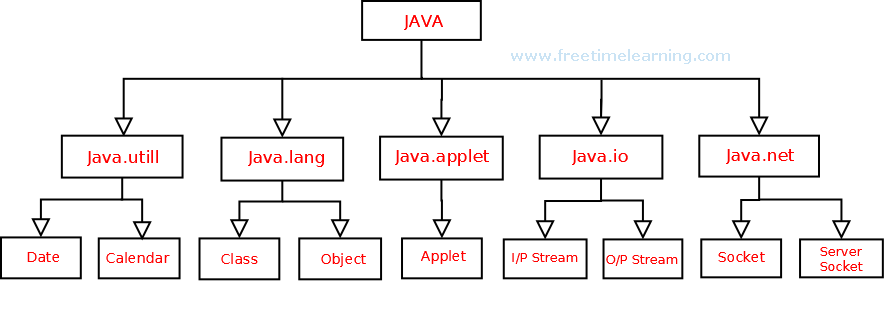 JAVA
www.freetimelearning.com
Java.utill
Java.lang
Java.applet
Java.io
Java.net
Date
Calendar
Class
Object
Applet
I/P Stream
O/P Stream
Socket
Server
Socket